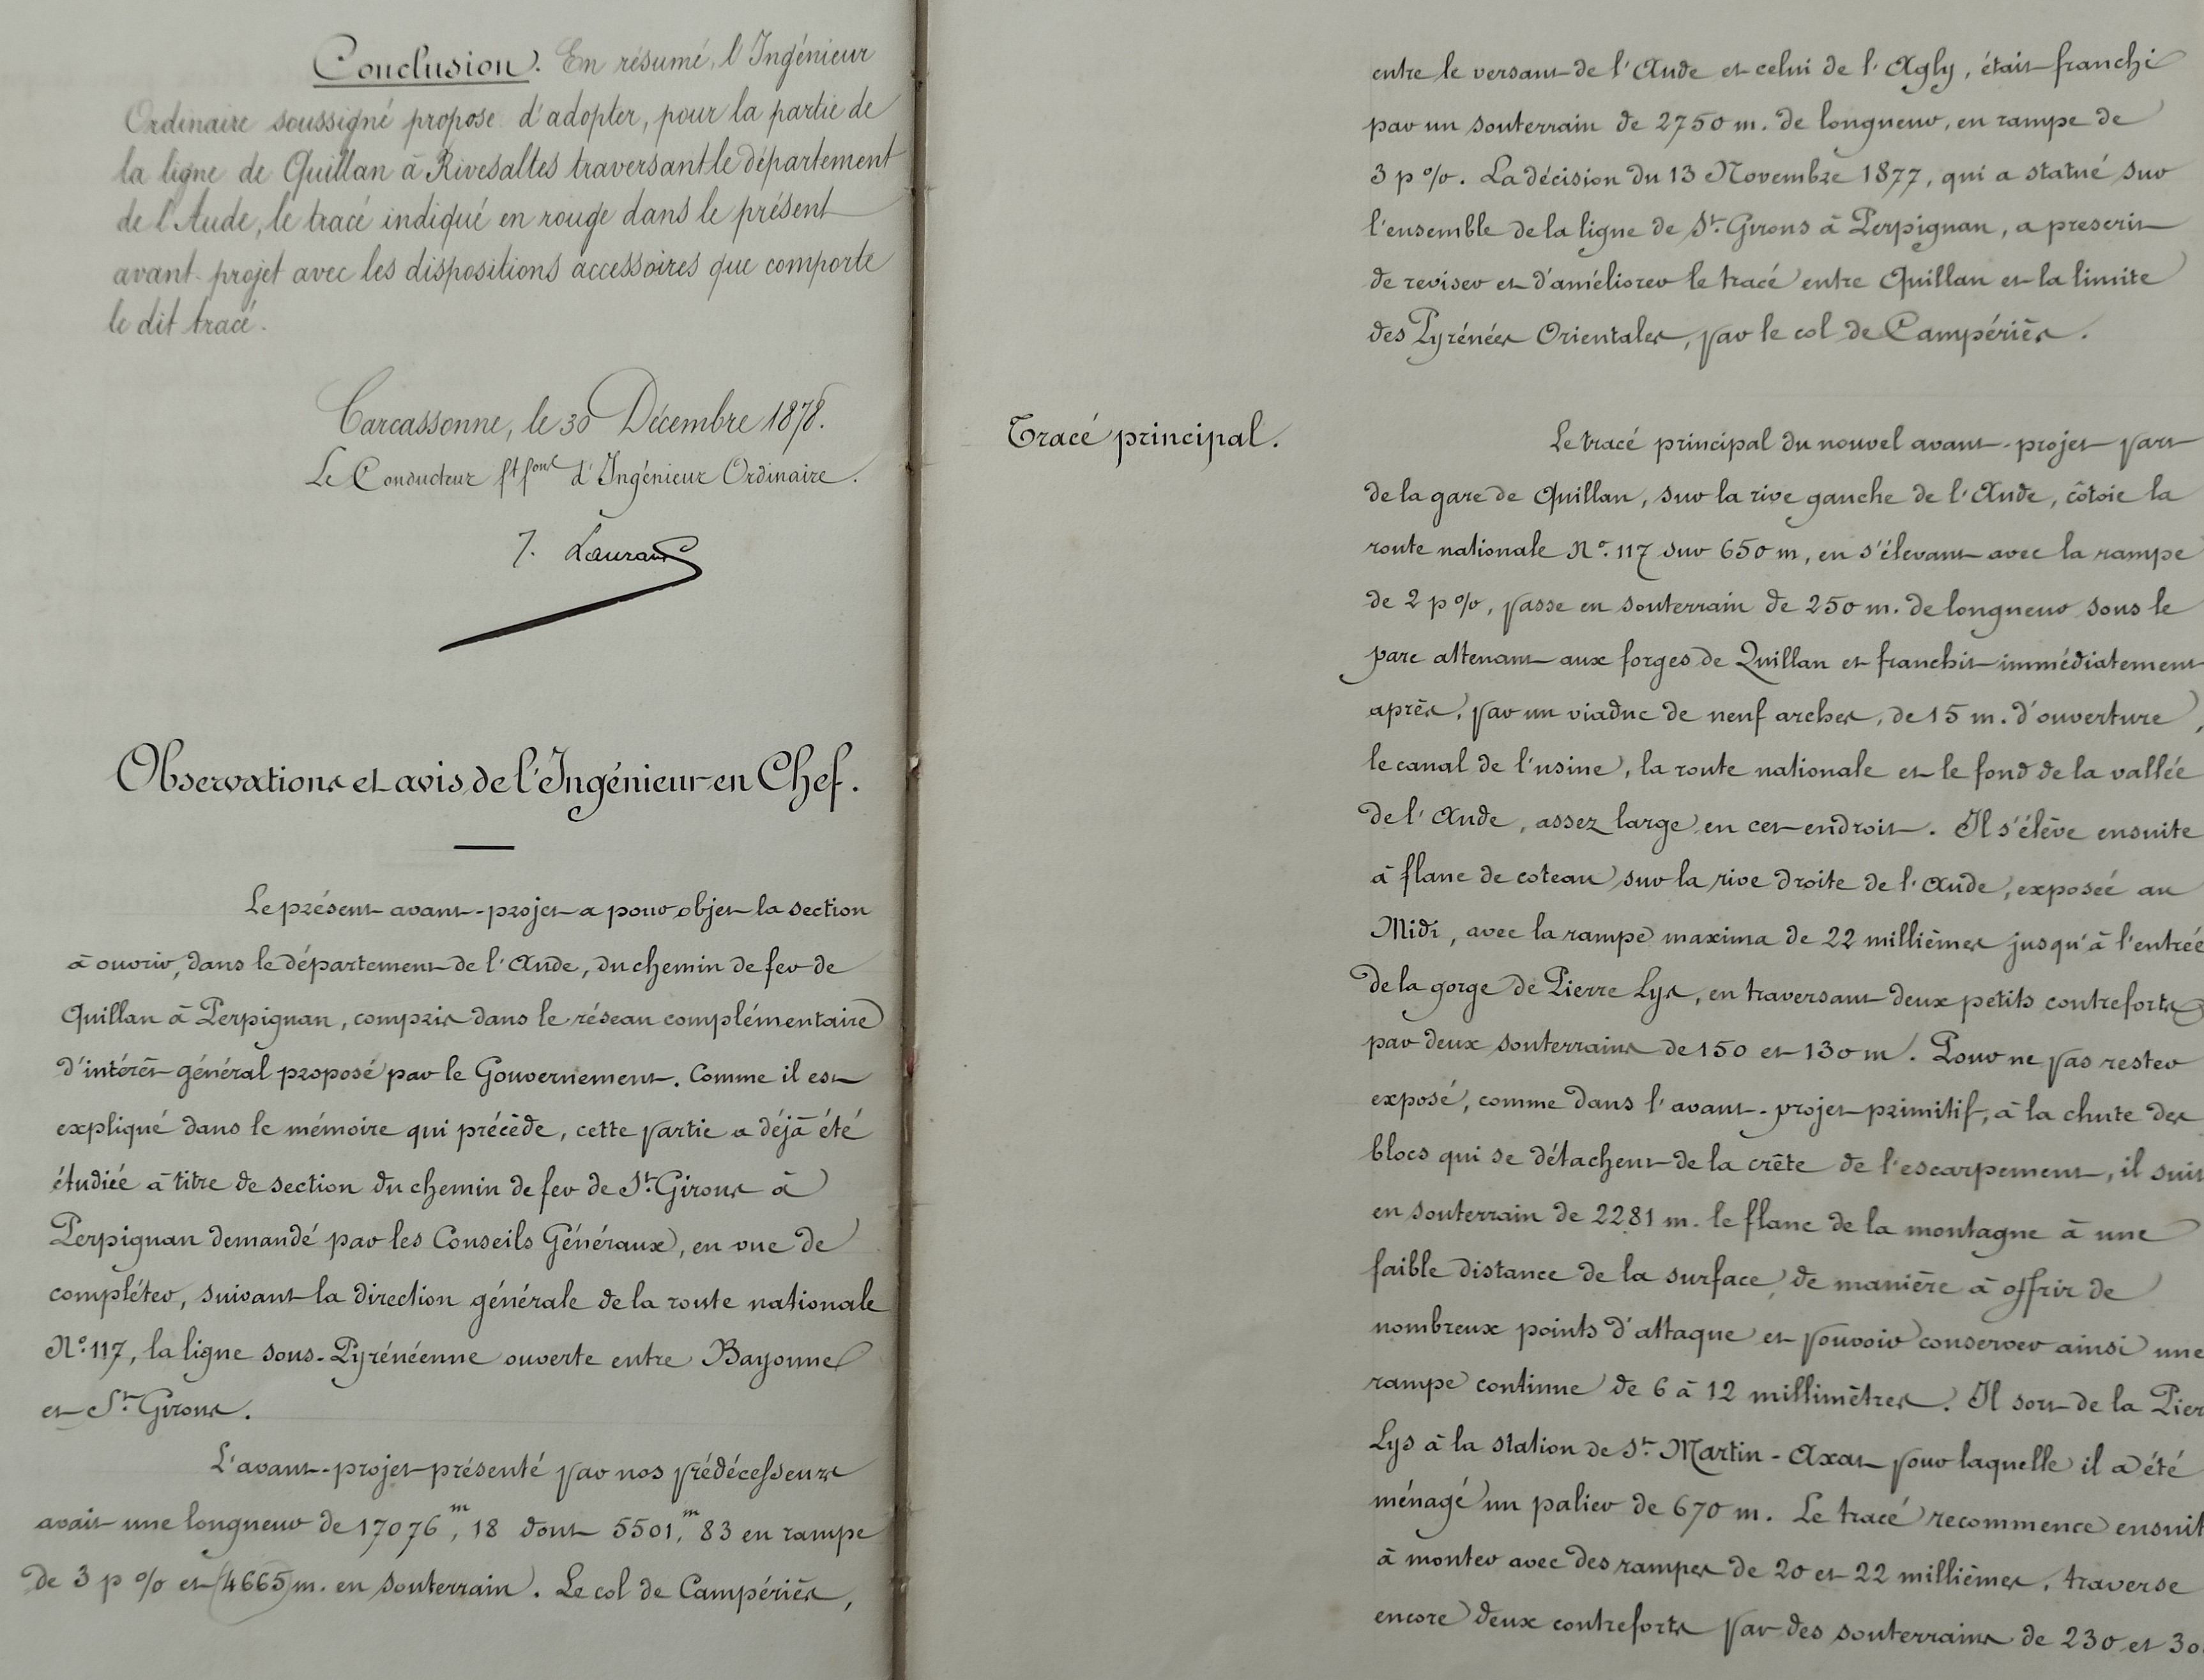 Conclusion. En résumé, l'Ingénieur
Ordinaire soussigné propose d'adopter, pour la partie de
la ligne de Quillan à Rivesaltes traversant le département
de l'Aude, le tracé indiqué en rouge dans le présent
avant-projet avec les dispositions accessoires que comporte
le dit tracé.
Carcassonne, le 30 Décembre 1878.
Le Conducteur ft font d'Ingénieur Ordinaire.
Observations et avis de l'Ingénieur en Chef.
Le présent avant-projet a pour objet la section
à ouvrir, dans le département de l'Aude, du chemin de fer de
Quillan à Perpignan, compris dans le réseau complémentaire
d'intérêt général proposé par le Gouvernement. Comme il est
expliqué dans le mémoire qui précède, cette partie a déjà été
étudiée à titre de section du chemin de fer de St. Girons à
Perpignan demandé par les Conseils Généraux, en vue de
compléter, suivant la direction générale de la route nationale
No. 117, la ligne sous-Pyrénéenne ouverte entre Bayonne
et St. Girons.
L'avant-projet présenté par nos prédécesseurs
avait une longueur de 17076m,18 dont 5501m,83 en rampe
de 3 p % et 4665 m. en souterrain. Le col de Campériès,
entre le versant de l'Aude et celui de l'Agly, était franchi
par un souterrain de 2750 m. de longueur, en rampe de
3 p %. La décision du 13 Novembre 1877, qui a statué sur
l'ensemble de la ligne de St. Girons à Perpignan, a prescrit
de reviser et d'améliorer le tracé entre Quillan et la limite
des Pyrénées Orientales, par le col de Campériès.
Tracé principal.
Le tracé principal du nouvel avant-projet part
de la gare de Quillan, sur la rive gauche de l'Aude, côtoie la
route nationale No. 117 sur 650 m, en s'élevant avec la rampe
de 2 p %, passe en souterrain de 250 m. de longueur sous le
parc attenant aux forges de Quillan et franchit immédiatement
après, par un viaduc de neuf arches, de 15 m. d'ouverture,
le canal de l'usine, la route nationale et le fond de la vallée
de l'Aude, assez large en cet endroit. Il s'élève ensuite
à flanc de coteau sur la rive droite de l'Aude, exposée au
Midi, avec la rampe maxima de 22 millièmes jusqu'à l'entrée
de la gorge de Pierre Lys, en traversant deux petits contreforts
par deux souterrains de 150 et 130 m. Pour ne pas rester
exposé, comme dans l'avant-projet primitif, à la chute des
blocs qui se détachent de la crête de l'escarpement, il suit
en souterrain de 2281 m. le flanc de la montagne à une
faible distance de la surface, de manière à offrir de
nombreux points d'attaque et pouvoir conserver ainsi une
rampe continue de 6 à 12 millimètres. Il sort de la Pier
Lys à la station de St. Martin-Axat pour laquelle il a été
ménagé un palier de 670 m. Le tracé recommence ensuit
à monter avec des rampes de 20 et 22 millièmes, traverse
encore deux contreforts par des souterrains de 230 et 30